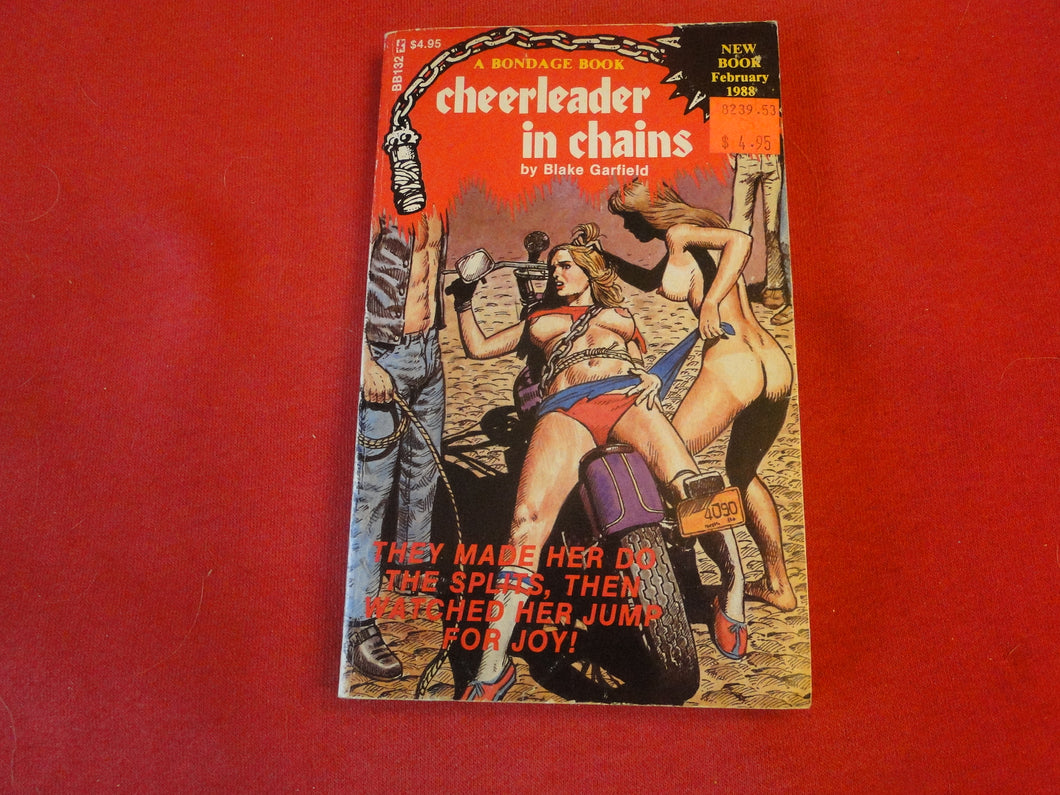 $4.95
BB132
A BONDAGE BOOK
cheerleader
in chains
by Blake Garfield
NEW
BOOK
February
1988
8239.53
$ 4.95
4090
THEY MADE HER DO
THE SPLITS, THEN
WATCHED HER JUMP
FOR JOY!